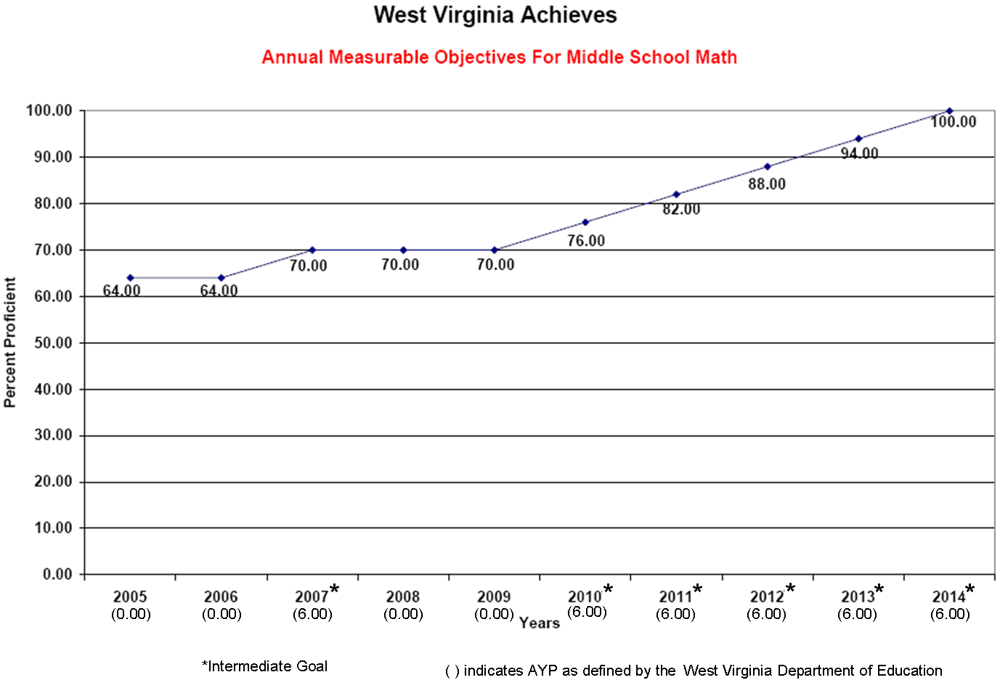 West Virginia Achieves
Annual Measurable Objectives For Middle School Math
Percent Proficient
100.00
90.00
80.00
70.00
60.00
50.00
40.00
30.00
20.00
10.00
0.00
64.00
64.00
70.00
70.00
70.00
76.00
82.00
88.00
94.00
100.00
2005 2006 2007* 2008 2009 2010* 2011* 2012* 2013* 2014*
(0.00) (0.00) (6.00) (0.00) (0.00) (6.00) (6.00) (6.00) (6.00) (6.00)
Years
*Intermediate Goal
( ) indicates AYP as defined by the West Virginia Department of Education